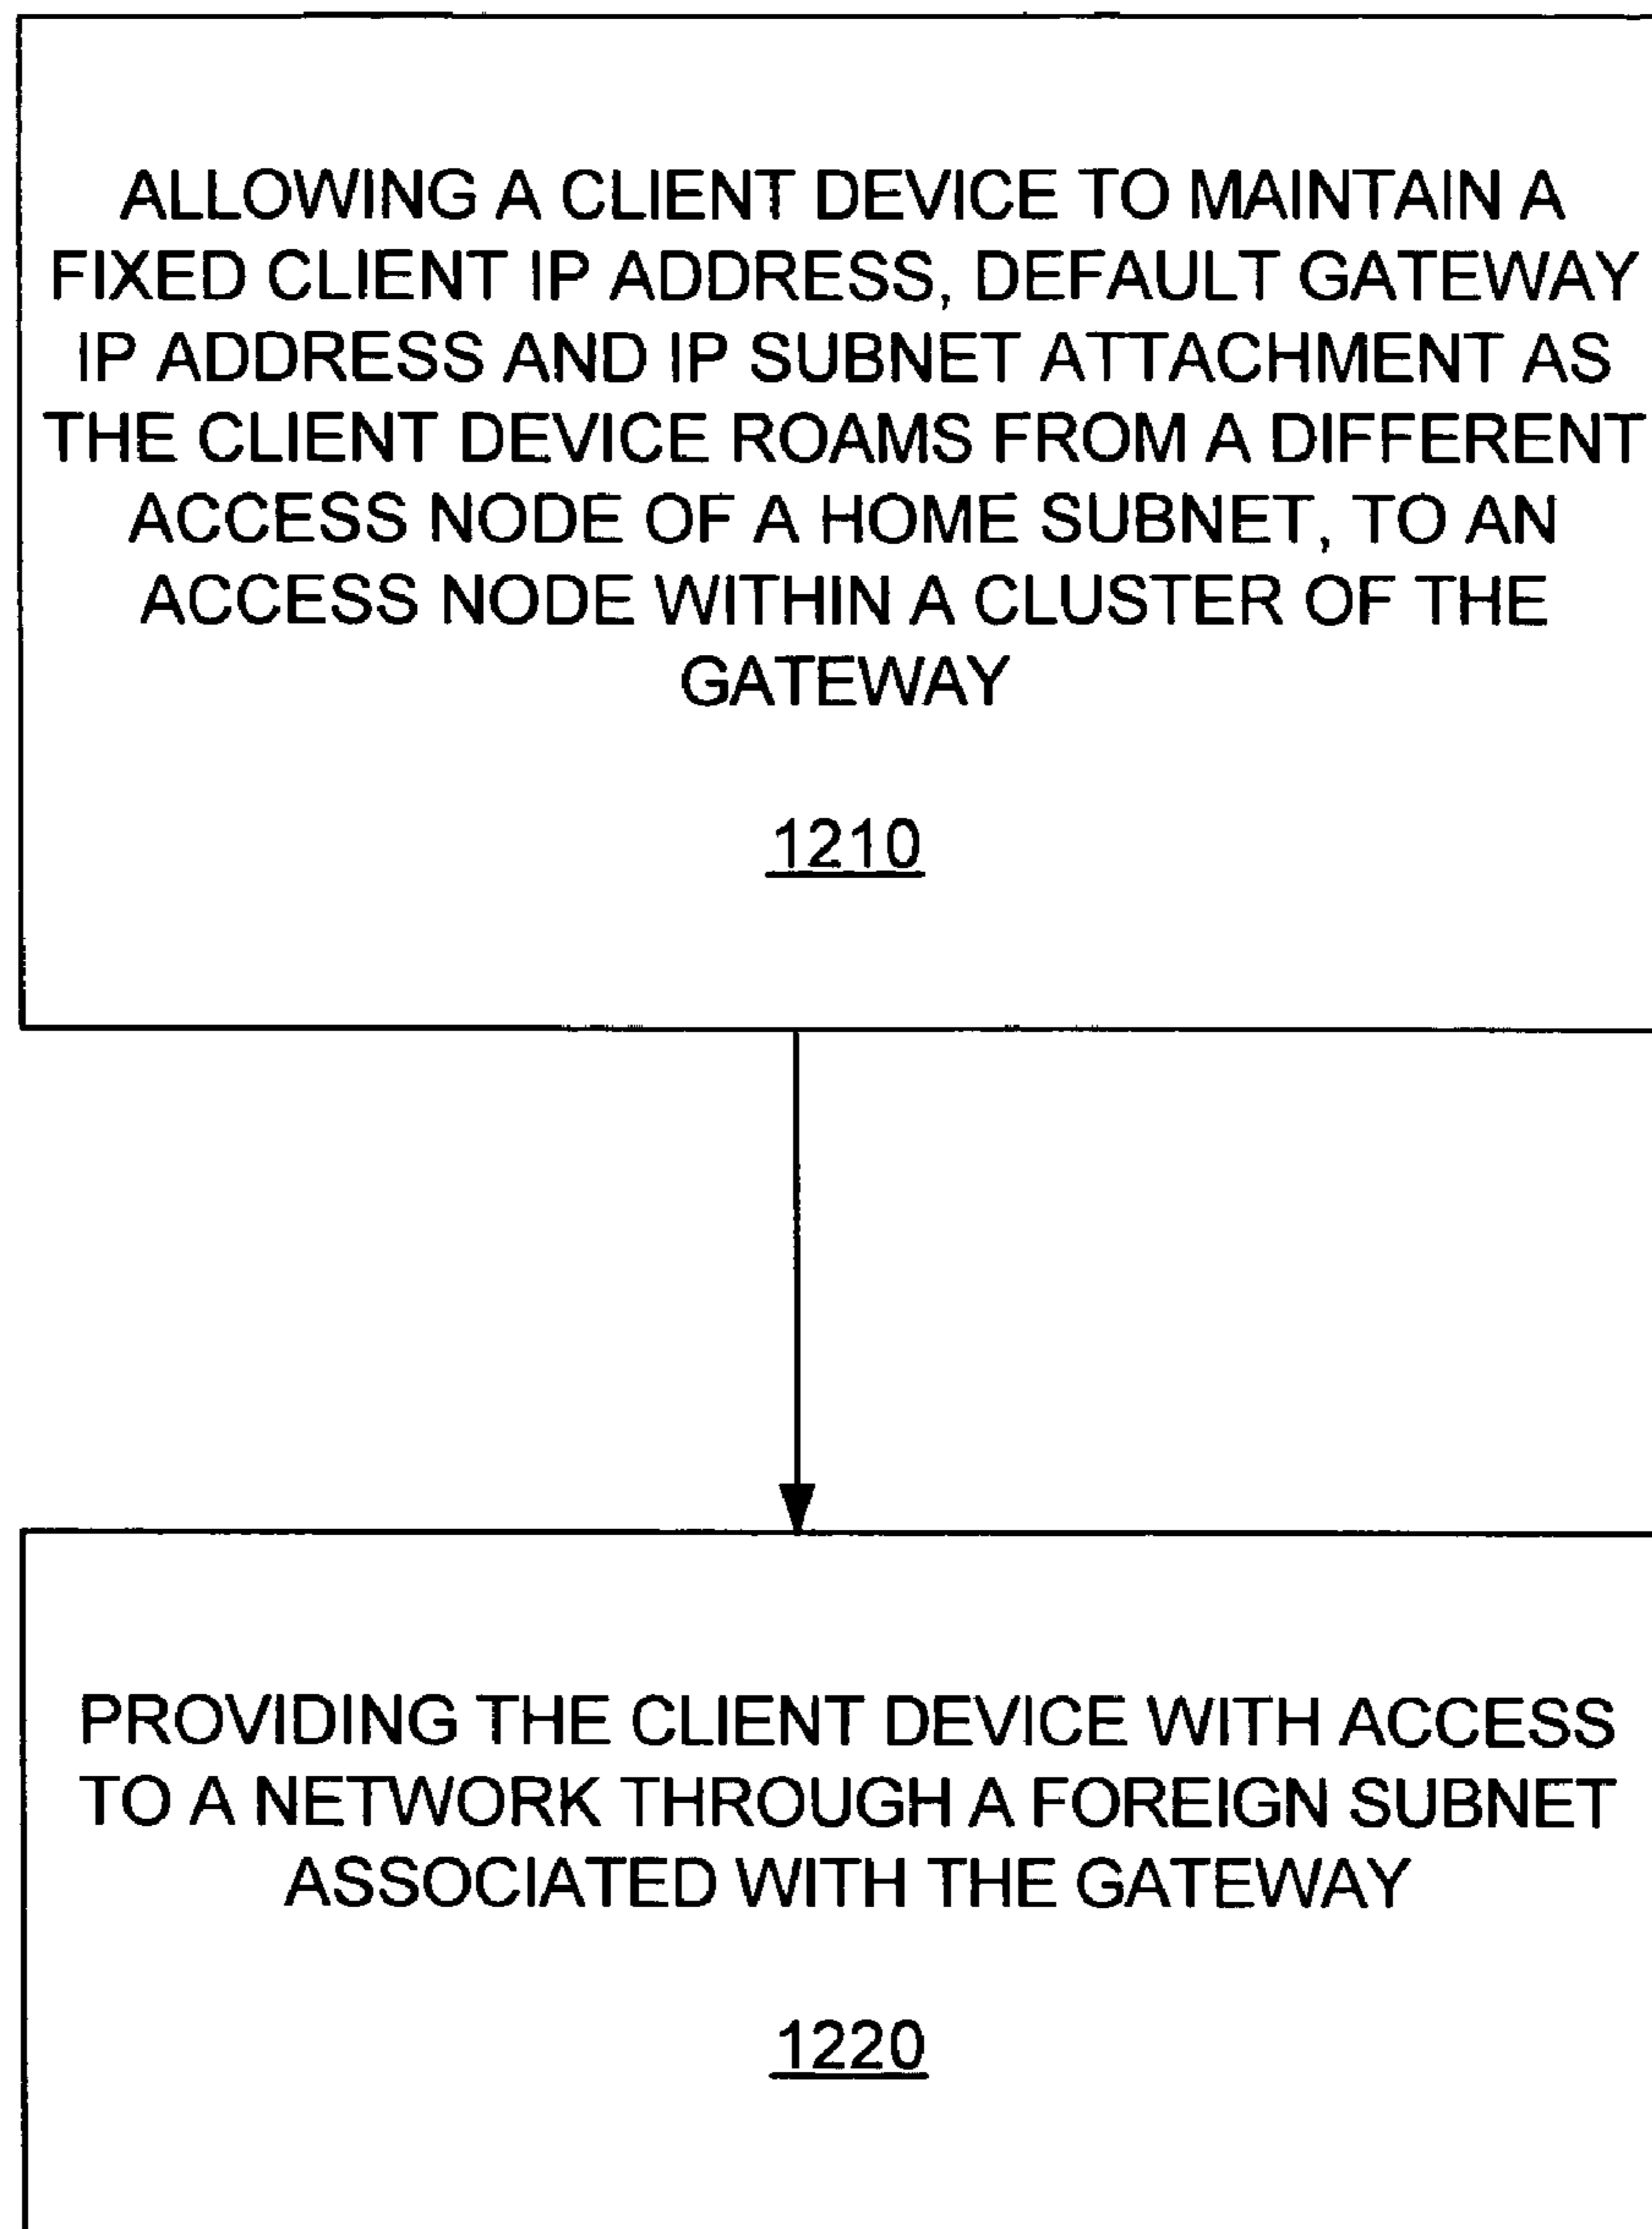 ALLOWING A CLIENT DEVICE TO MAINTAIN A
FIXED CLIENT IP ADDRESS, DEFAULT GATEWAY
IP ADDRESS AND IP SUBNET ATTACHMENT AS
THE CLIENT DEVICE ROAMS FROM A DIFFERENT
ACCESS NODE OF A HOME SUBNET, TO AN
ACCESS NODE WITHIN A CLUSTER OF THE
GATEWAY
1210
PROVIDING THE CLIENT DEVICE WITH ACCESS
TO A NETWORK THROUGH A FOREIGN SUBNET
ASSOCIATED WITH THE GATEWAY
1220